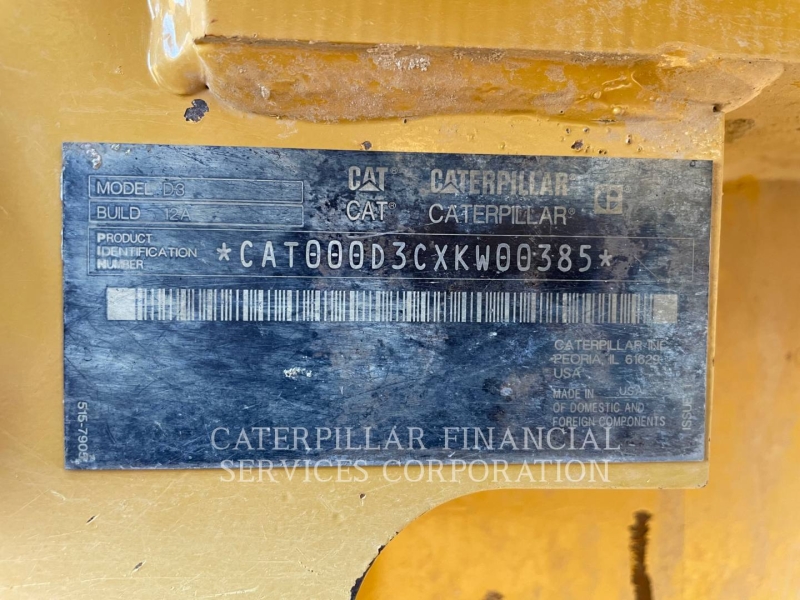 MODEL D3
BUILD 12A
CAT CATERPILLAR
CAT® CATERPILLAR®
PRODUCT
IDENTIFICATION
NUMBER
*CAT000D3CXKW00385*
CATERPILLAR INC
PEORIA, IL
USA
MADE IN USA
OF DOMESTIC AND
FOREIGN COMPONENTS
CATERPILLAR FINANCIAL
SERVICES CORPORATION